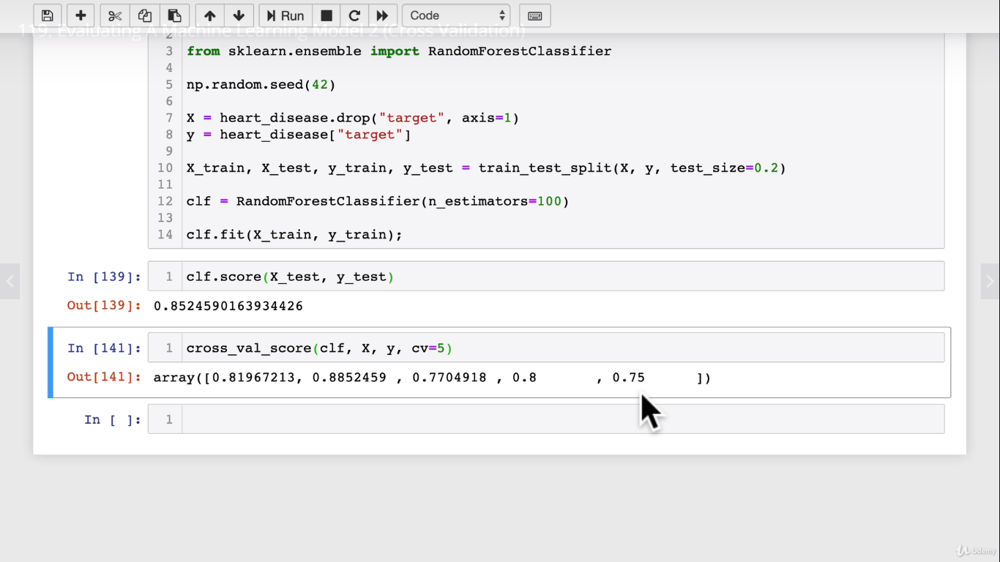 Run
Code
119. Evaluating A Machine Learning Model 2 (Cross Validation)
2
3 from sklearn.ensemble import RandomForestClassifier
4
5 np.random.seed(42)
6
7 X = heart_disease.drop("target", axis=1)
8 y = heart_disease["target"]
9
10 X_train, X_test, y_train, y_test = train_test_split(X, y, test_size=0.2)
11
12 clf = RandomForestClassifier(n_estimators=100)
13
14 clf.fit(X_train, y_train);
In [139]: 1 clf.score(X_test, y_test)
Out[139]: 0.8524590163934426
In [141]: 1 cross_val_score(clf, X, y, cv=5)
Out[141]: array([0.81967213, 0.8852459 , 0.7704918 , 0.8       , 0.75      ])
In [ ]: 1
Udemy